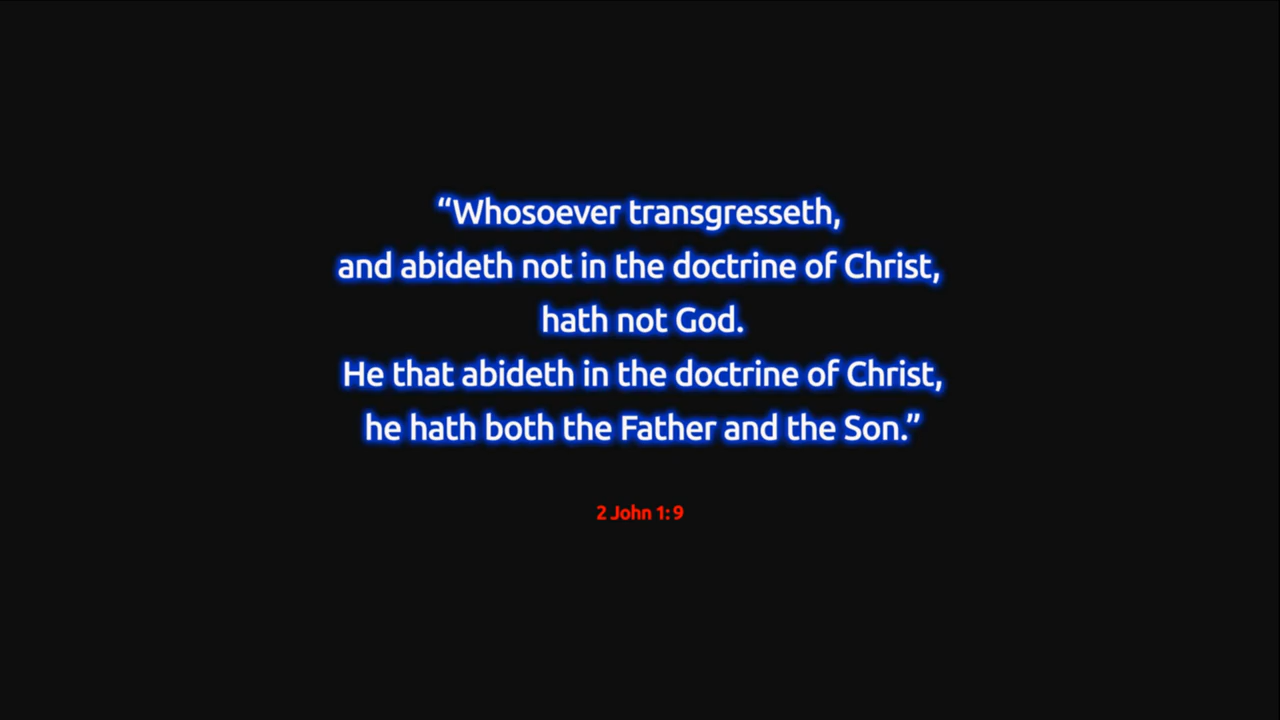 “Whosoever transgresseth,
and abideth not in the doctrine of Christ,
hath not God.
He that abideth in the doctrine of Christ,
he hath both the Father and the Son.”
2 John 1:9